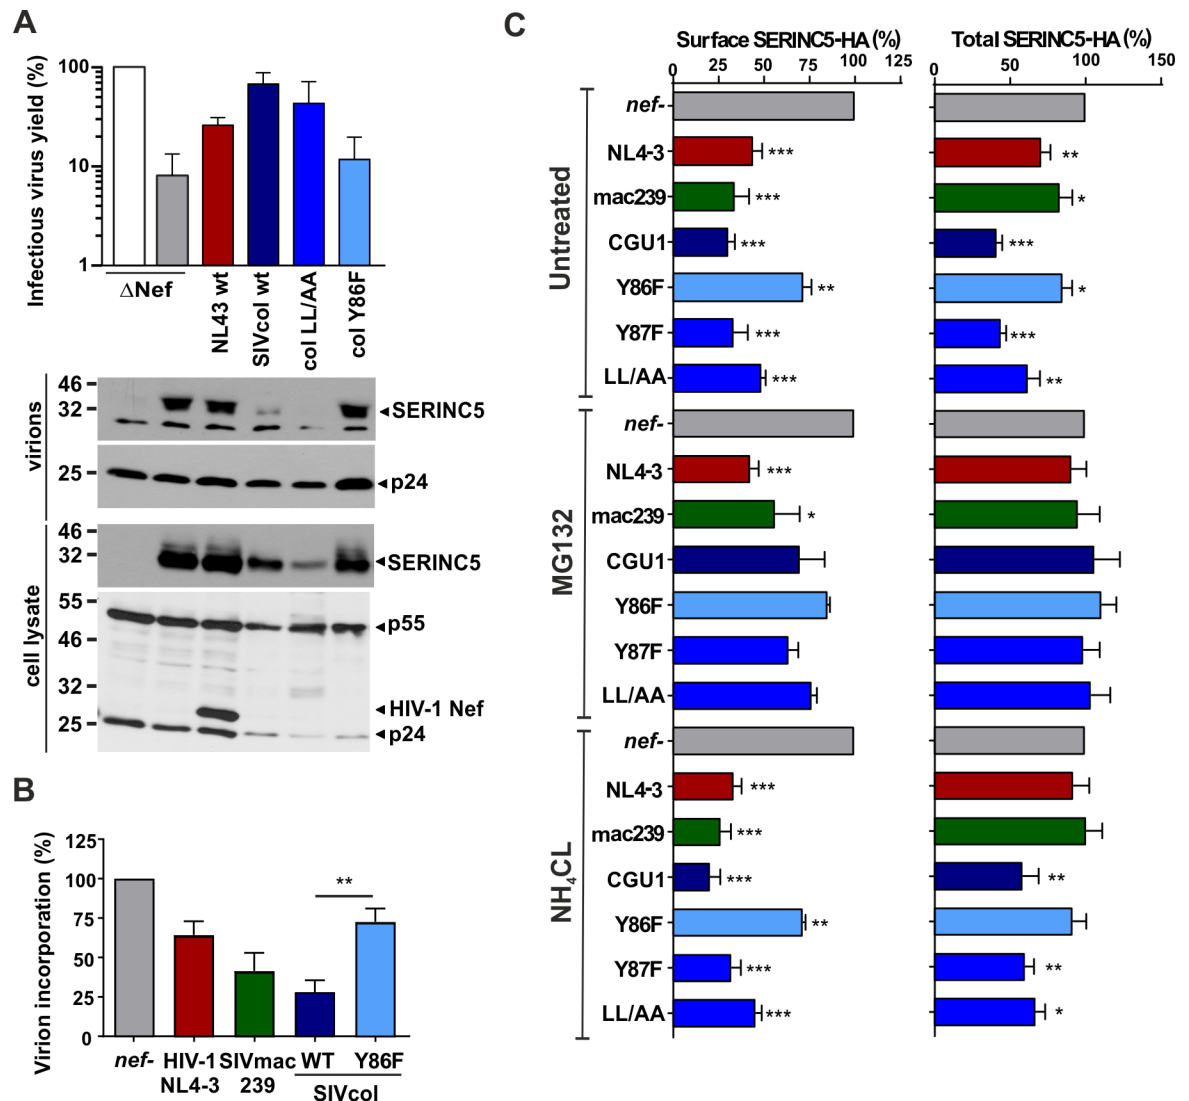 A
Infectious virus yield (%)
100
10
1
ΔNef
NL43 wt
SIVcol wt
col LL/AA
col Y86F
virions
46
32
SERINC5
25
p24
cell lysate
46
32
SERINC5
55
46
32
25
p55
HIV-1 Nef
p24
B
Virion incorporation (%)
125
100
75
50
25
0
**
nef- HIV-1 SIVmac WT Y86F
NL4-3 239 SIVcol
C
Surface SERINC5-HA (%)
0 25 50 75 100 125
Total SERINC5-HA (%)
0 50 100 150
Untreated
nef-
NL4-3 *** **
mac239 *** *
CGU1 *** ***
Y86F ** *
Y87F *** ***
LL/AA *** **
MG132
nef-
NL4-3 ***
mac239 *
CGU1
Y86F
Y87F
LL/AA
NH4CL
nef-
NL4-3 ***
mac239 ***
CGU1 *** **
Y86F **
Y87F *** **
LL/AA *** *